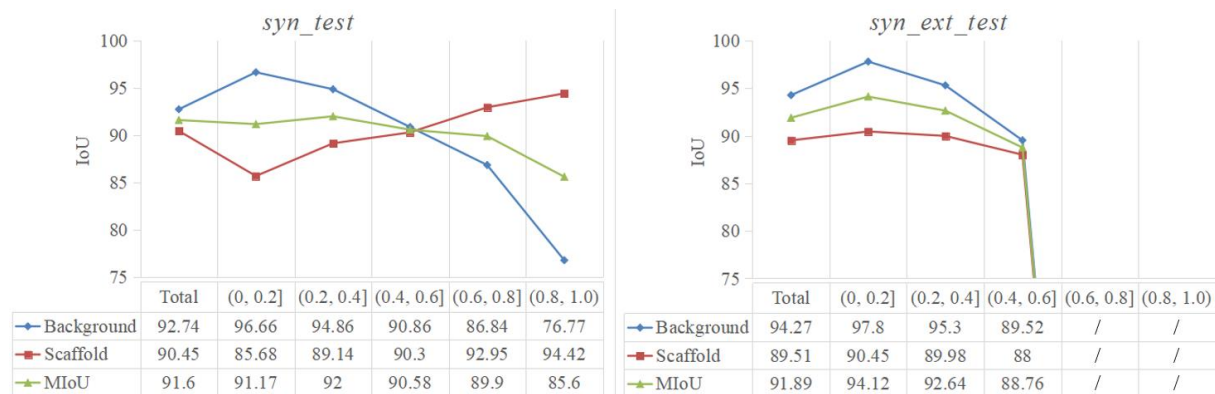 syn_test
100
95
90
85
80
75
IoU
Total (0, 0.2] (0.2, 0.4] (0.4, 0.6] (0.6, 0.8] (0.8, 1.0)
Background 92.74 96.66 94.86 90.86 86.84 76.77
Scaffold 90.45 85.68 89.14 90.3 92.95 94.42
MIoU 91.6 91.17 92 90.58 89.9 85.6
syn_ext_test
100
95
90
85
80
75
IoU
Total (0, 0.2] (0.2, 0.4] (0.4, 0.6] (0.6, 0.8] (0.8, 1.0)
Background 94.27 97.8 95.3 89.52 / /
Scaffold 89.51 90.45 89.98 88 / /
MIoU 91.89 94.12 92.64 88.76 / /